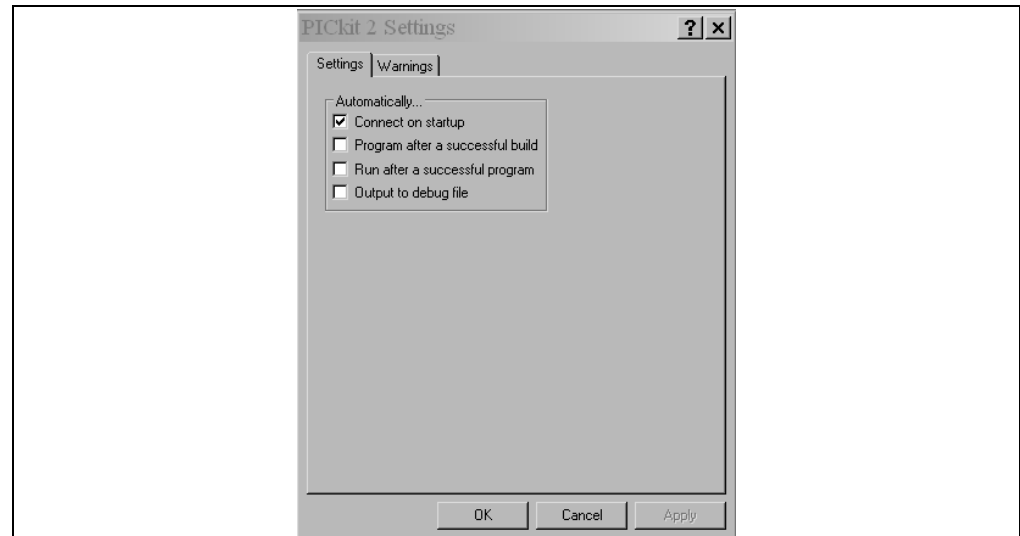 PICkit 2 Settings
Settings Warnings
Automatically...
Connect on startup
Program after a successful build
Run after a successful program
Output to debug file
OK Cancel Apply